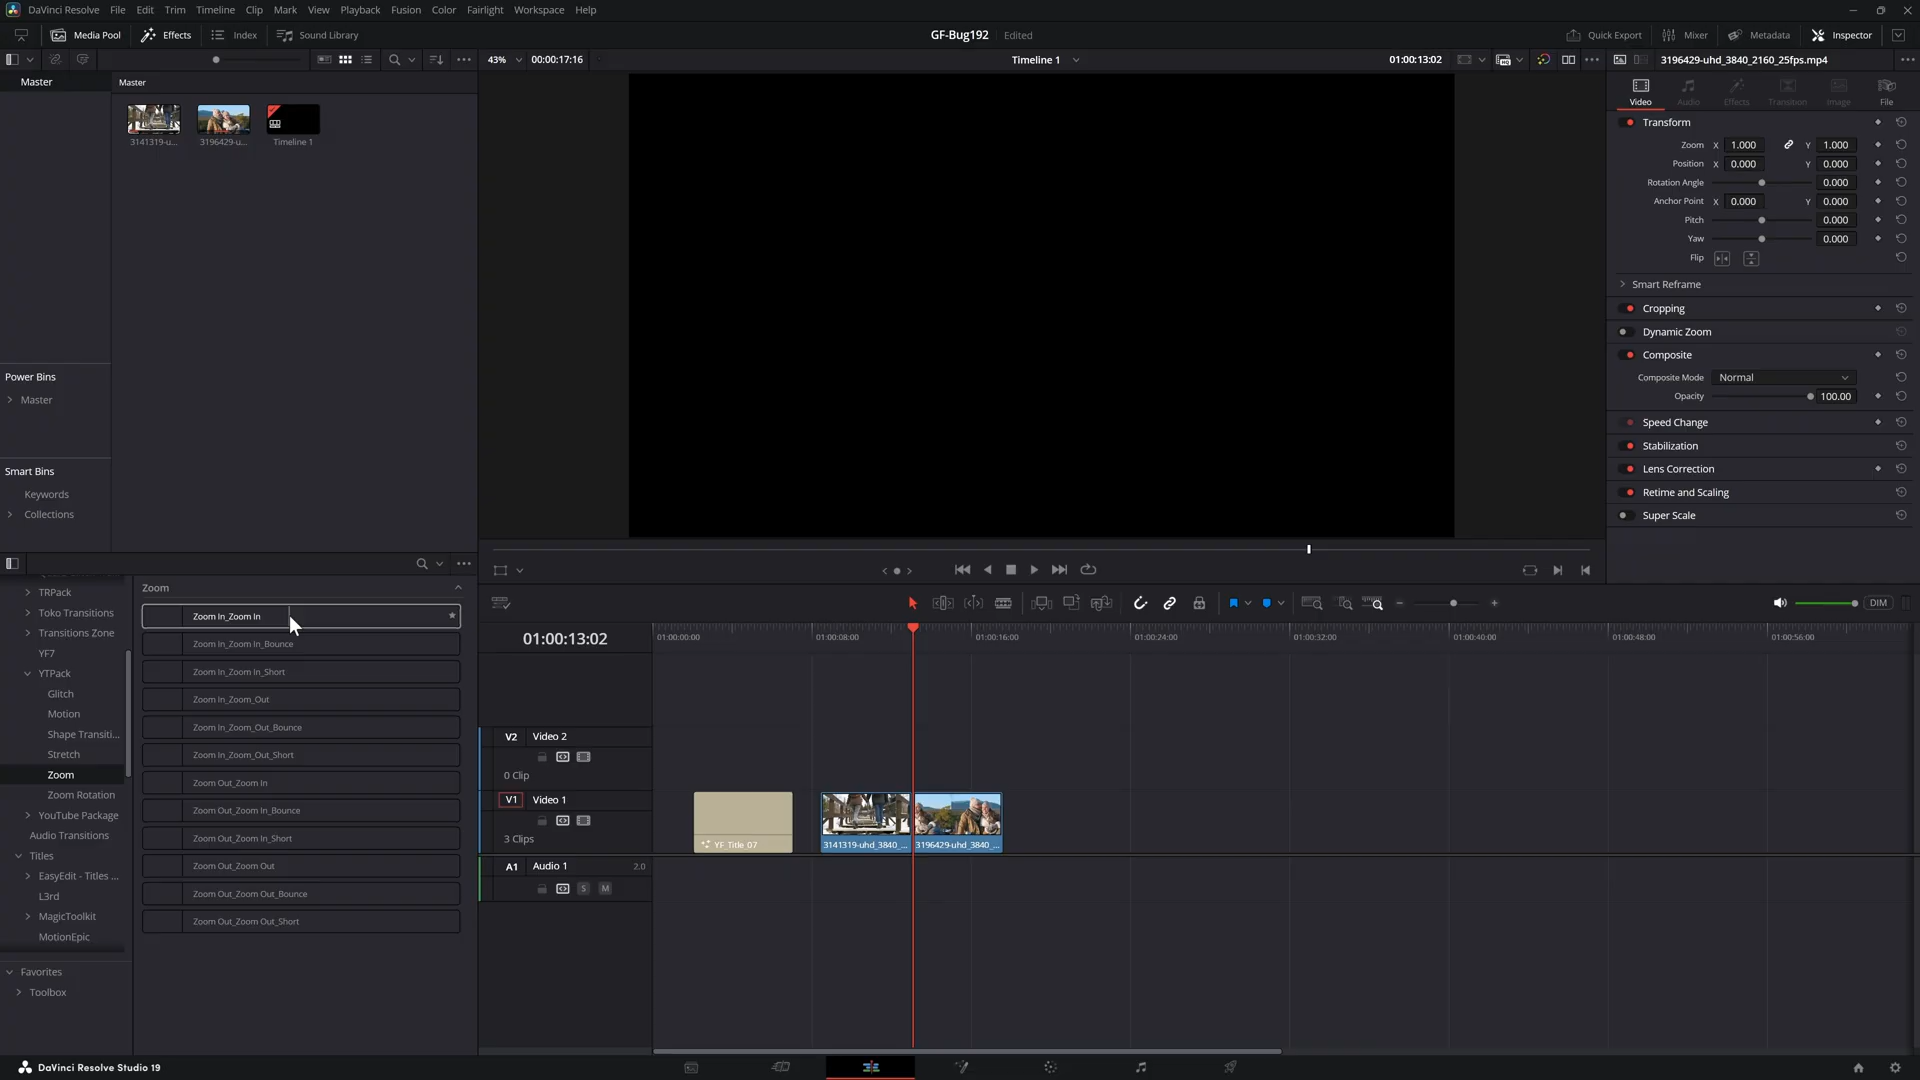 DaVinci Resolve File Edit Trim Timeline Clip Mark View Playback Fusion Color Fairlight Workspace Help
Media Pool Effects Index Sound Library GF-Bug192 Edited Quick Export Mixer Metadata Inspector
43% 00:00:17:16 Timeline 1 01:00:13:02 3196429-uhd_3840_2160_25fps.mp4
Master
Master
3141319-u...
3196429-u...
Timeline 1
Power Bins
Master
Smart Bins
Keywords
Collections
Video Audio Effects Transition Image File
Transform
Zoom X 1.000 Y 1.000
Position X 0.000 Y 0.000
Rotation Angle 0.000
Anchor Point X 0.000 Y 0.000
Pitch 0.000
Yaw 0.000
Flip
Smart Reframe
Cropping
Dynamic Zoom
Composite
Composite Mode Normal
Opacity 100.00
Speed Change
Stabilization
Lens Correction
Retime and Scaling
Super Scale
TRPack
Toko Transitions
Transitions Zone
YF7
YTPack
Glitch
Motion
Shape Transiti...
Stretch
Zoom
Zoom Rotation
YouTube Package
Audio Transitions
Titles
EasyEdit - Titles ...
L3rd
MagicToolkit
MotionEpic
Favorites
Toolbox
Zoom
Zoom In_Zoom In
Zoom In_Zoom In_Bounce
Zoom In_Zoom In_Short
Zoom In_Zoom_Out
Zoom In_Zoom_Out_Bounce
Zoom In_Zoom_Out_Short
Zoom Out_Zoom In
Zoom Out_Zoom In_Bounce
Zoom Out_Zoom In_Short
Zoom Out_Zoom Out
Zoom Out_Zoom Out_Bounce
Zoom Out_Zoom Out_Short
DIM
01:00:13:02
01:00:00:00 01:00:08:00 01:00:16:00 01:00:24:00 01:00:32:00 01:00:40:00 01:00:48:00 01:00:56:00
V2 Video 2
0 Clip
V1 Video 1
3 Clips
YF Title 07
3141319-uhd_3840_...
3196429-uhd_3840_...
A1 Audio 1 2.0
S M
DaVinci Resolve Studio 19